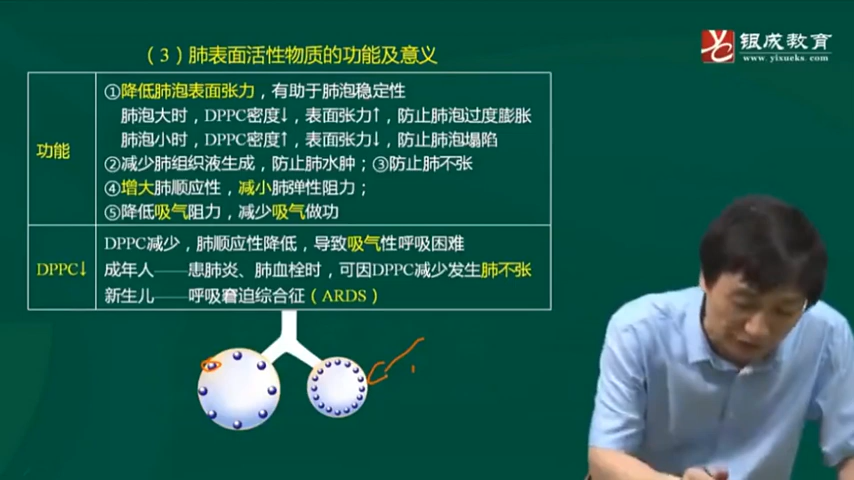 （3）肺表面活性物质的功能及意义
银成教育
www.yixueks.com
功能
①降低肺泡表面张力，有助于肺泡稳定性
肺泡大时，DPPC密度↓，表面张力↑，防止肺泡过度膨胀
肺泡小时，DPPC密度↑，表面张力↓，防止肺泡塌陷
②减少肺组织液生成，防止肺水肿；③防止肺不张
④增大肺顺应性，减小肺弹性阻力；
⑤降低吸气阻力，减少吸气做功
DPPC↓
DPPC减少，肺顺应性降低，导致吸气性呼吸困难
成年人——患肺炎、肺血栓时，可因DPPC减少发生肺不张
新生儿——呼吸窘迫综合征（ARDS）